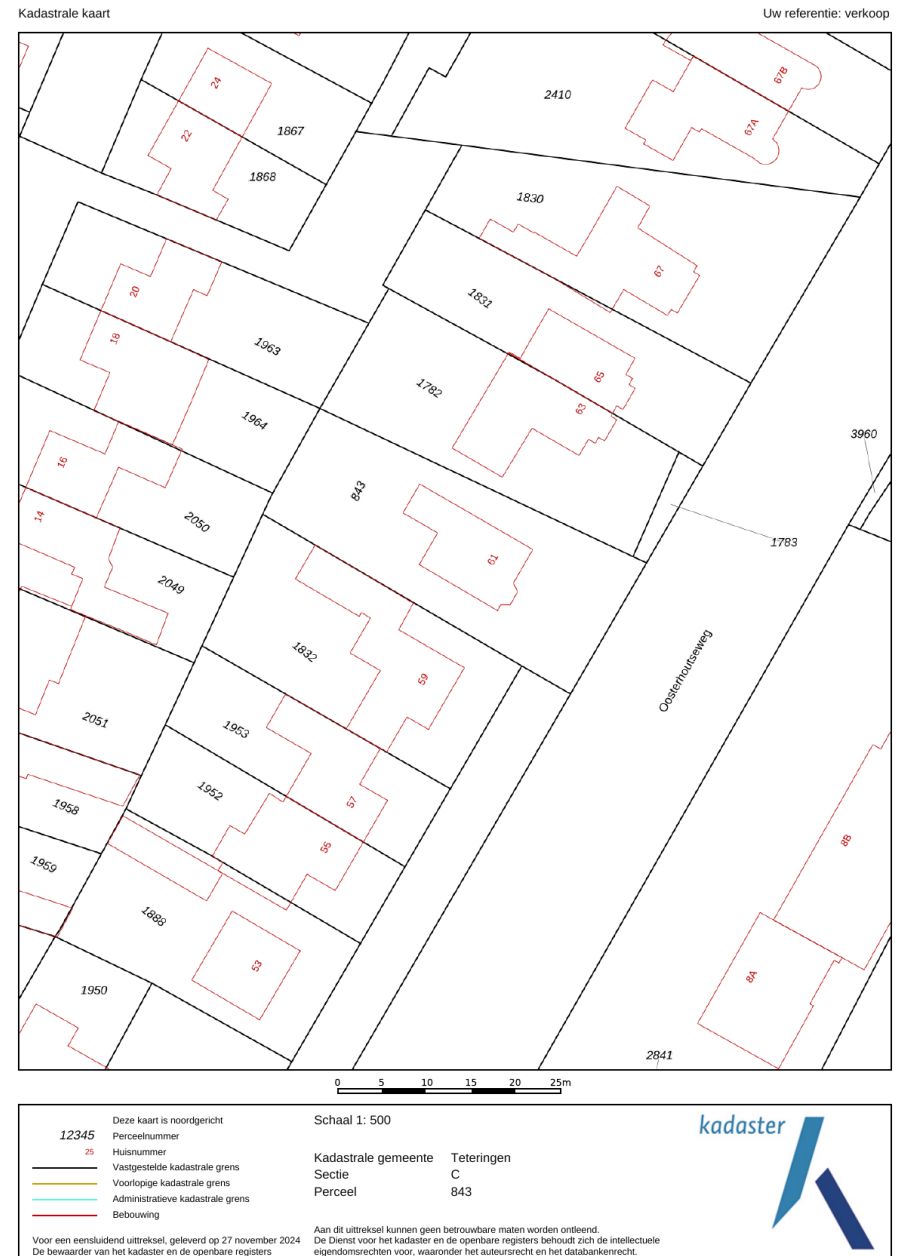 Kadastrale kaart
Uw referentie: verkoop
67B
24
2410
67A
22
1867
1868
1830
67
20
1831
18
1963
65
1782
63
1964
3960
16
843
2050
14
1783
61
2049
1832
Oosterhoutseweg
59
2051
1953
1952
57
1958
55
8B
1959
1888
53
8A
1950
2841
0 5 10 15 20 25m
Deze kaart is noordgericht
12345 Perceelnummer
25 Huisnummer
Vastgestelde kadastrale grens
Voorlopige kadastrale grens
Administratieve kadastrale grens
Bebouwing
Voor een eensluidend uittreksel, geleverd op 27 november 2024
De bewaarder van het kadaster en de openbare registers
Schaal 1: 500
Kadastrale gemeente Teteringen
Sectie C
Perceel 843
Aan dit uittreksel kunnen geen betrouwbare maten worden ontleend.
De Dienst voor het kadaster en de openbare registers behoudt zich de intellectuele
eigendomsrechten voor, waaronder het auteursrecht en het databankenrecht.
kadaster